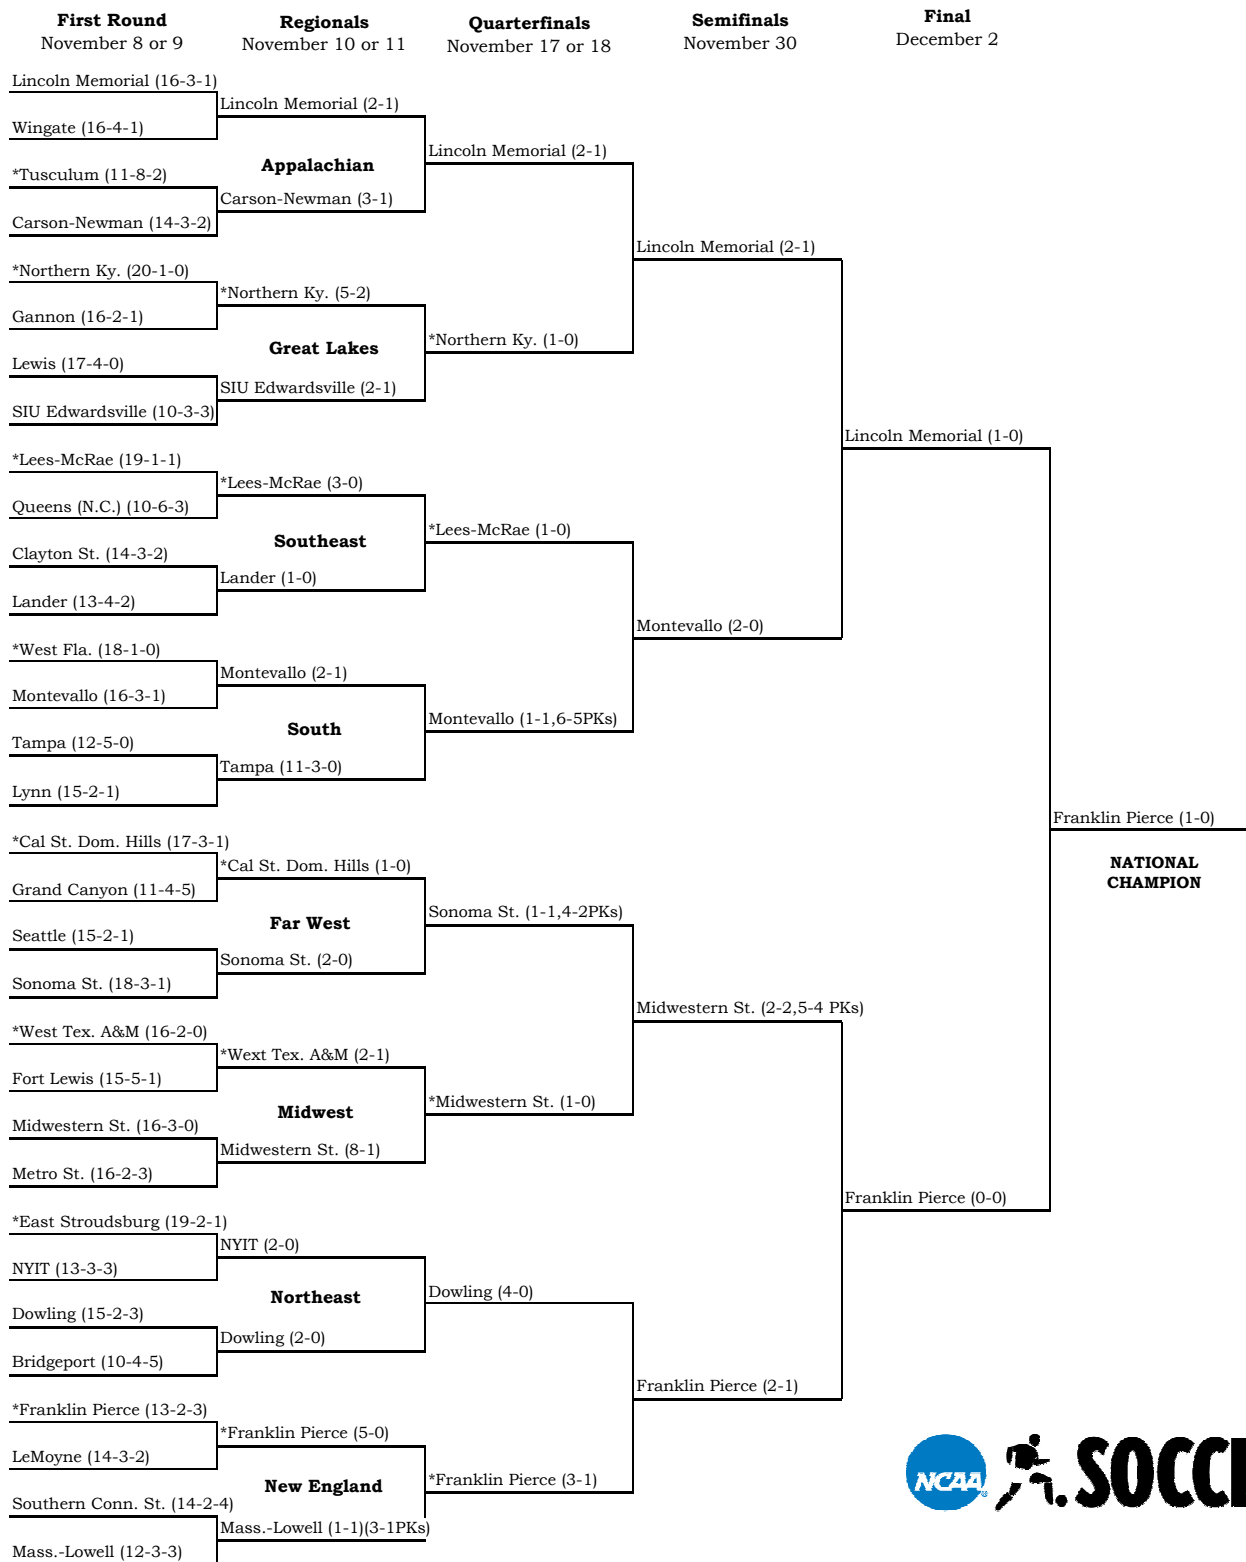 First Round
November 8 or 9
Regionals
November 10 or 11
Quarterfinals
November 17 or 18
Semifinals
November 30
Final
December 2
Lincoln Memorial (16-3-1)
Wingate (16-4-1)
*Tusculum (11-8-2)
Carson-Newman (14-3-2)
*Northern Ky. (20-1-0)
Gannon (16-2-1)
Lewis (17-4-0)
SIU Edwardsville (10-3-3)
*Lees-McRae (19-1-1)
Queens (N.C.) (10-6-3)
Clayton St. (14-3-2)
Lander (13-4-2)
*West Fla. (18-1-0)
Montevallo (16-3-1)
Tampa (12-5-0)
Lynn (15-2-1)
*Cal St. Dom. Hills (17-3-1)
Grand Canyon (11-4-5)
Seattle (15-2-1)
Sonoma St. (18-3-1)
*West Tex. A&M (16-2-0)
Fort Lewis (15-5-1)
Midwestern St. (16-3-0)
Metro St. (16-2-3)
*East Stroudsburg (19-2-1)
NYIT (13-3-3)
Dowling (15-2-3)
Bridgeport (10-4-5)
*Franklin Pierce (13-2-3)
LeMoyne (14-3-2)
Southern Conn. St. (14-2-4)
Mass.-Lowell (12-3-3)
Lincoln Memorial (2-1)
Appalachian
Carson-Newman (3-1)
*Northern Ky. (5-2)
Great Lakes
SIU Edwardsville (2-1)
*Lees-McRae (3-0)
Southeast
Lander (1-0)
Montevallo (2-1)
South
Tampa (11-3-0)
*Cal St. Dom. Hills (1-0)
Far West
Sonoma St. (2-0)
*Wext Tex. A&M (2-1)
Midwest
Midwestern St. (8-1)
NYIT (2-0)
Northeast
Dowling (2-0)
*Franklin Pierce (5-0)
New England
Mass.-Lowell (1-1)(3-1PKs)
Lincoln Memorial (2-1)
*Northern Ky. (1-0)
*Lees-McRae (1-0)
Montevallo (1-1,6-5PKs)
Sonoma St. (1-1,4-2PKs)
*Midwestern St. (1-0)
Dowling (4-0)
*Franklin Pierce (3-1)
Lincoln Memorial (2-1)
Montevallo (2-0)
Midwestern St. (2-2,5-4 PKs)
Franklin Pierce (2-1)
Lincoln Memorial (1-0)
Franklin Pierce (0-0)
Franklin Pierce (1-0)
NATIONAL
CHAMPION
NCAA